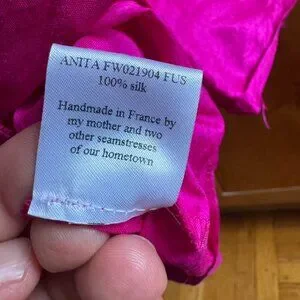 ANITA FW021904 FUS
100% silk
Handmade in France by
my mother and two
other seamstresses
of our hometown